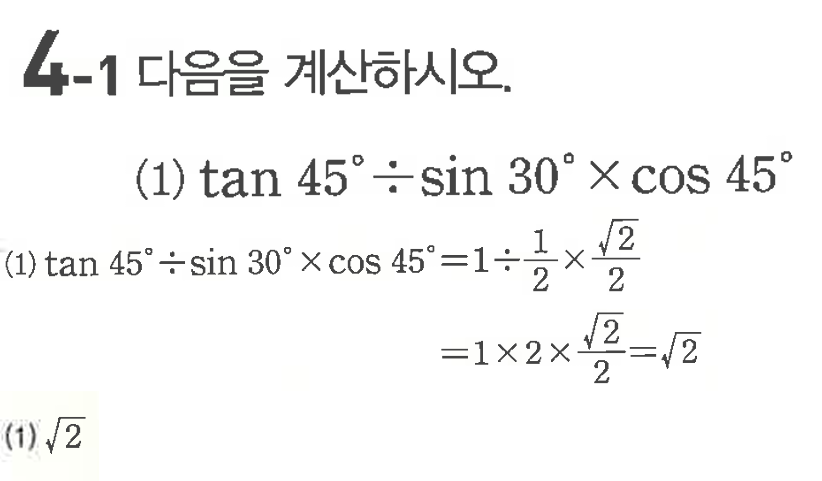 4-1 다음을 계산하시오.
(1) tan 45°÷sin 30°×cos 45°
(1) tan 45°÷sin 30°×cos 45°=1÷1/2×√2/2
=1×2×√2/2=√2
(1) √2